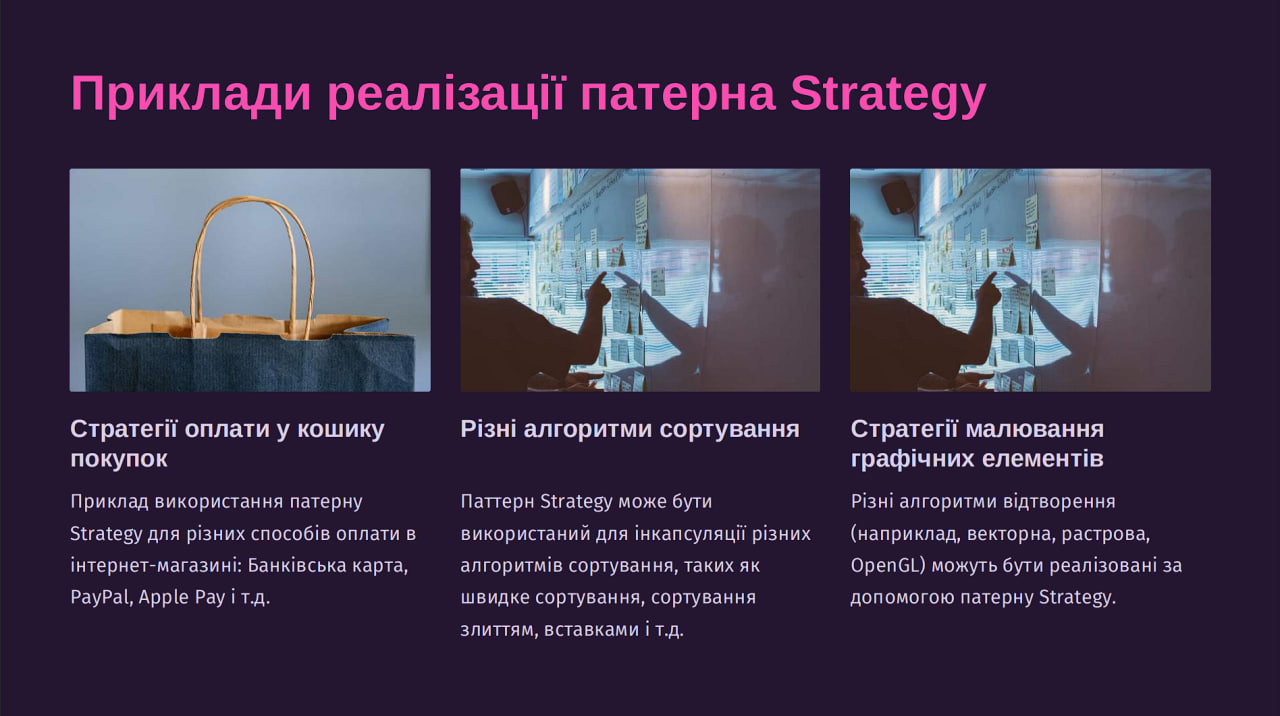 Приклади реалізації патерна Strategy
Стратегії оплати у кошику
покупок
Приклад використання патерну
Strategy для різних способів оплати в
інтернет-магазині: Банківська карта,
PayPal, Apple Pay і т.д.
Різні алгоритми сортування
Паттерн Strategy може бути
використаний для інкапсуляції різних
алгоритмів сортування, таких як
швидке сортування, сортування
злиттям, вставками і т.д.
Стратегії малювання
графічних елементів
Різні алгоритми відтворення
(наприклад, векторна, растрова,
OpenGL) можуть бути реалізовані за
допомогою патерну Strategy.